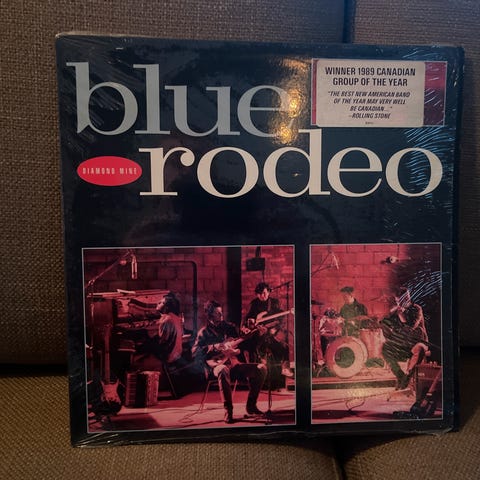 blue
rodeo
DIAMOND MINE
WINNER 1989 CANADIAN
GROUP OF THE YEAR
"THE BEST NEW AMERICAN BAND
OF THE YEAR MAY VERY WELL
BE CANADIAN..."
–ROLLING STONE